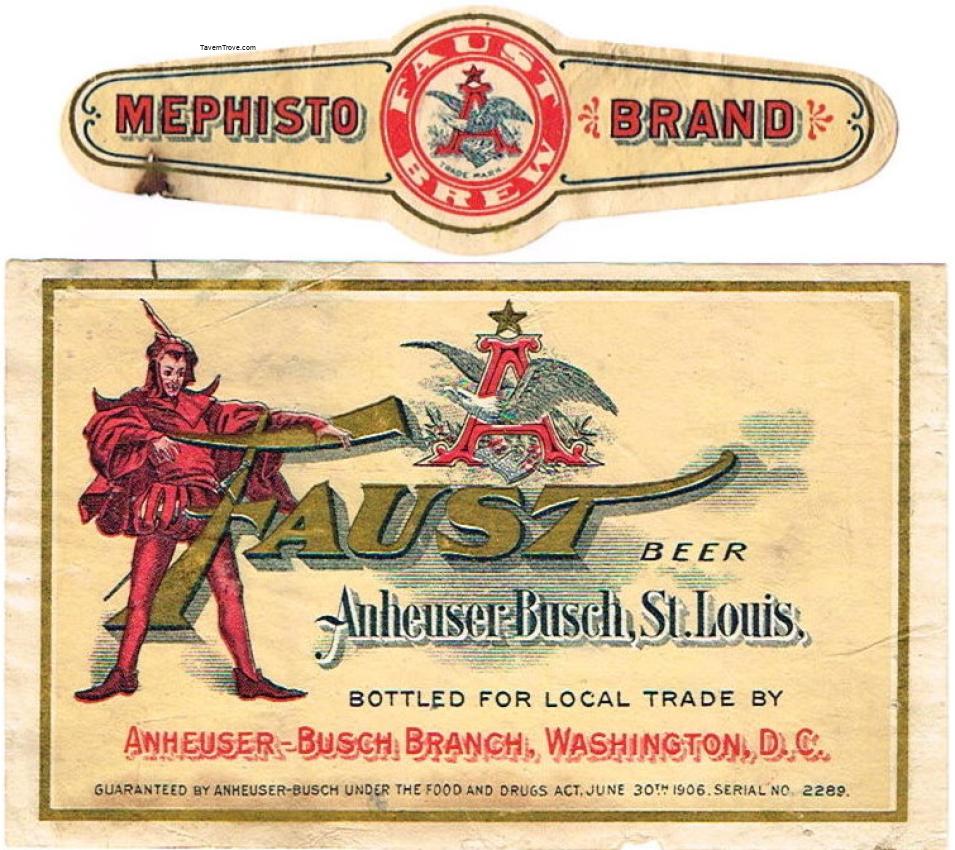 TavernTrove.com
MEPHISTO BRAND
FAUST
BREW
A
TRADE MARK.
A
FAUST
BEER
Anheuser-Busch, St. Louis.
BOTTLED FOR LOCAL TRADE BY
ANHEUSER-BUSCH BRANCH, WASHINGTON, D.C.
GUARANTEED BY ANHEUSER-BUSCH UNDER THE FOOD AND DRUGS ACT, JUNE 30TH 1906. SERIAL NO. 2289.